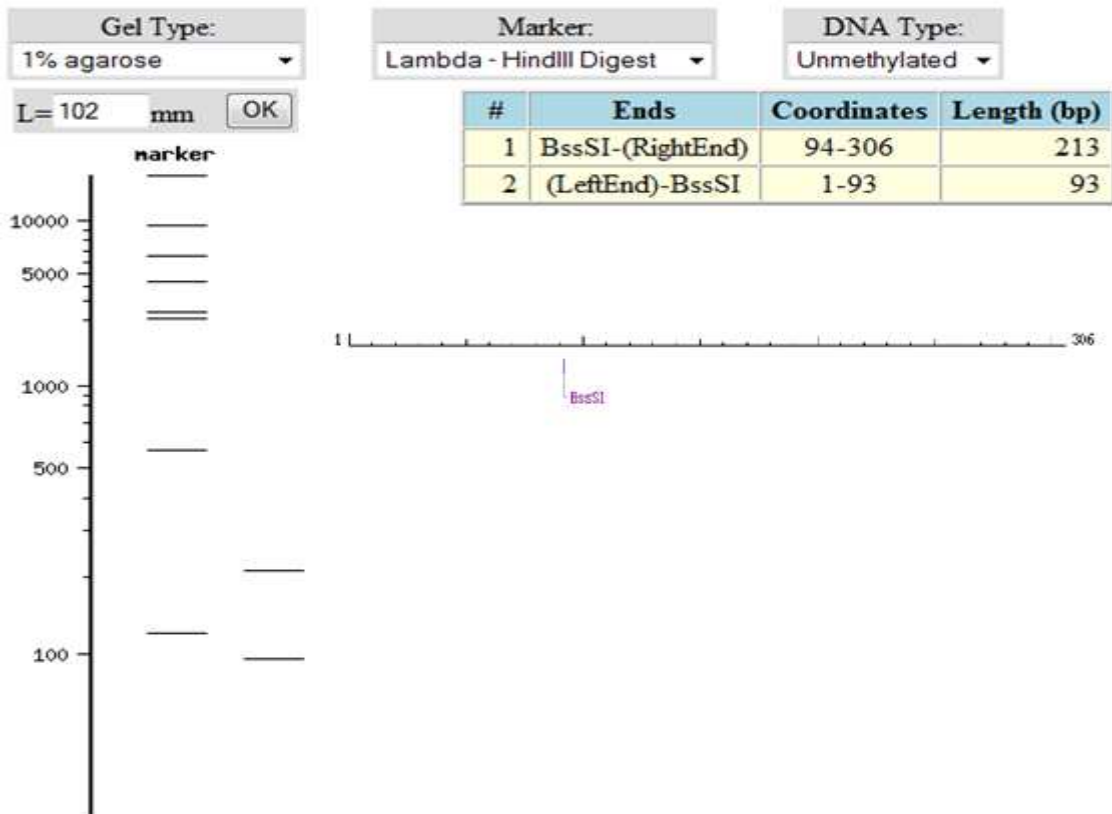 Gel Type: Marker: DNA Type:
1% agarose Lambda - HindIII Digest Unmethylated
L= 102 mm OK
# Ends Coordinates Length (bp)
1 BssSI-(RightEnd) 94-306 213
2 (LeftEnd)-BssSI 1-93 93
marker
10000
5000
1 306
1000
BssSI
500
100